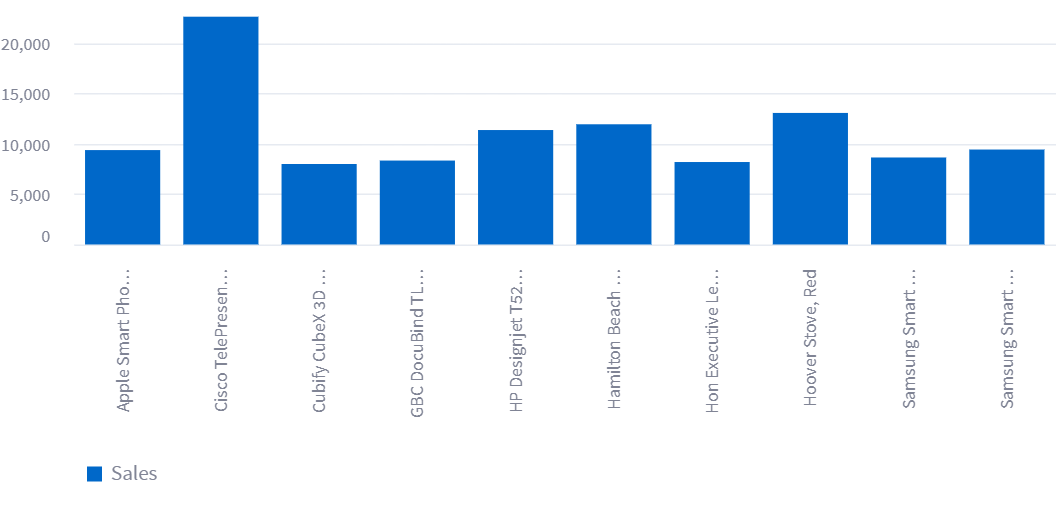 20,000
15,000
10,000
5,000
0
Apple Smart Pho...
Cisco TelePresen...
Cubify CubeX 3D ...
GBC DocuBind TL...
HP Designjet T52...
Hamilton Beach ...
Hon Executive Le...
Hoover Stove, Red
Samsung Smart ...
Samsung Smart ...
Sales